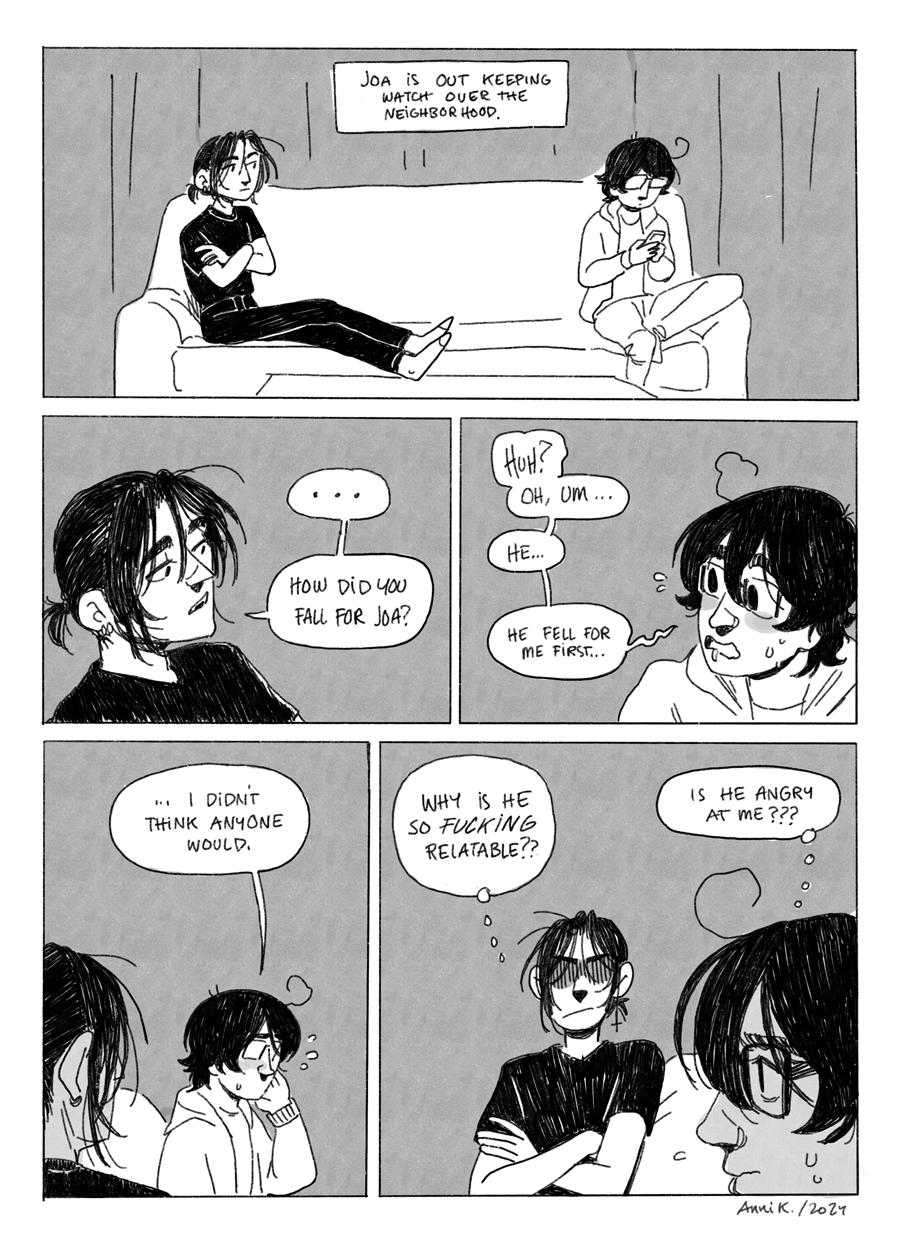 JOA IS OUT KEEPING
WATCH OVER THE
NEIGHBORHOOD.
...
HOW DID YOU
FALL FOR JOA?
HUH?
OH, UM...
HE...
HE FELL FOR
ME FIRST...
... I DIDN'T
THINK ANYONE
WOULD.
WHY IS HE
SO FUCKING
RELATABLE??
IS HE ANGRY
AT ME???
Anni K. /2024